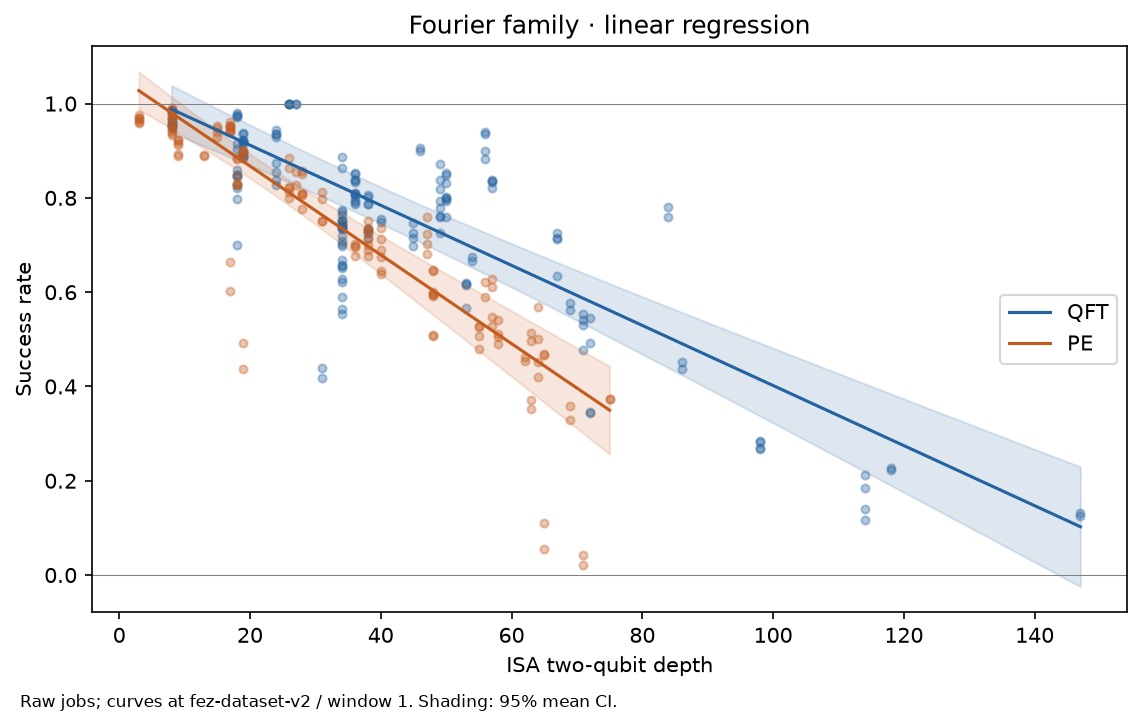 Fourier family · linear regression
Success rate
1.0
0.8
0.6
0.4
0.2
0.0
QFT
PE
0 20 40 60 80 100 120 140
ISA two-qubit depth
Raw jobs; curves at fez-dataset-v2 / window 1. Shading: 95% mean CI.